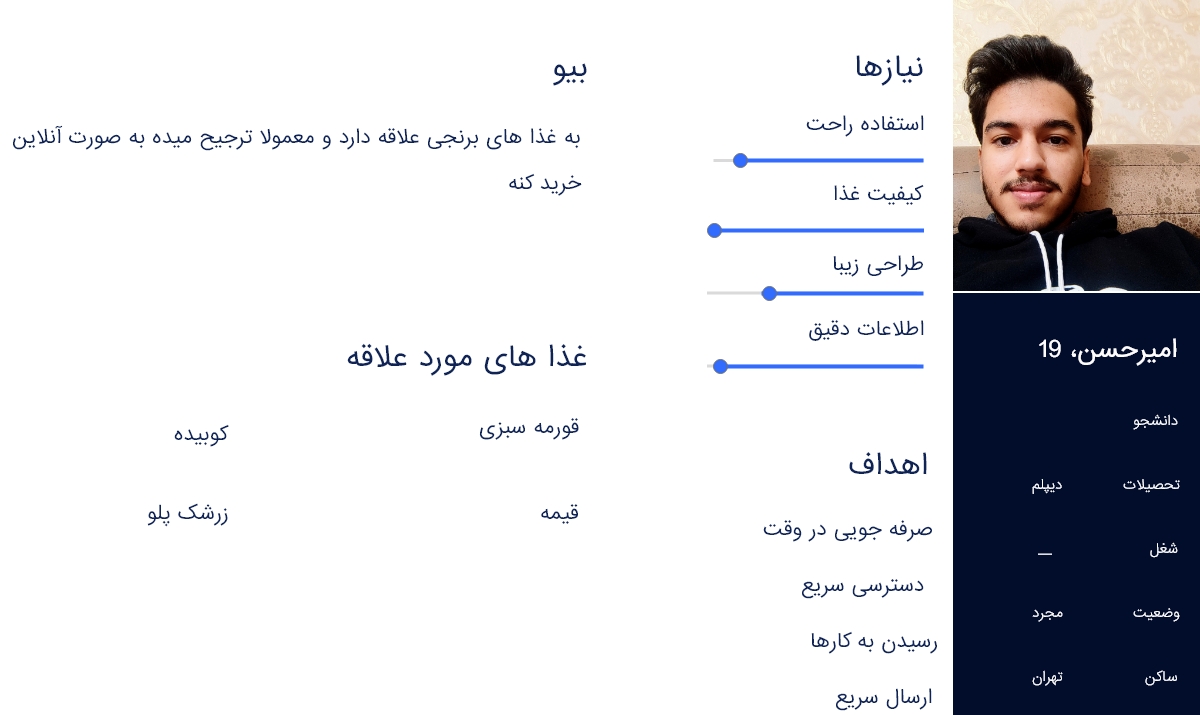 امیرحسن، 19
دانشجو
تحصیلات دیپلم
شغل _
وضعیت مجرد
ساکن تهران
نیازها
استفاده راحت
کیفیت غذا
طراحی زیبا
اطلاعات دقیق
اهداف
صرفه جویی در وقت
دسترسی سریع
رسیدن به کارها
ارسال سریع
بیو
به غذا های برنجی علاقه دارد و معمولا ترجیح میده به صورت آنلاین
خرید کنه
غذا های مورد علاقه
قورمه سبزی
کوبیده
قیمه
زرشک پلو